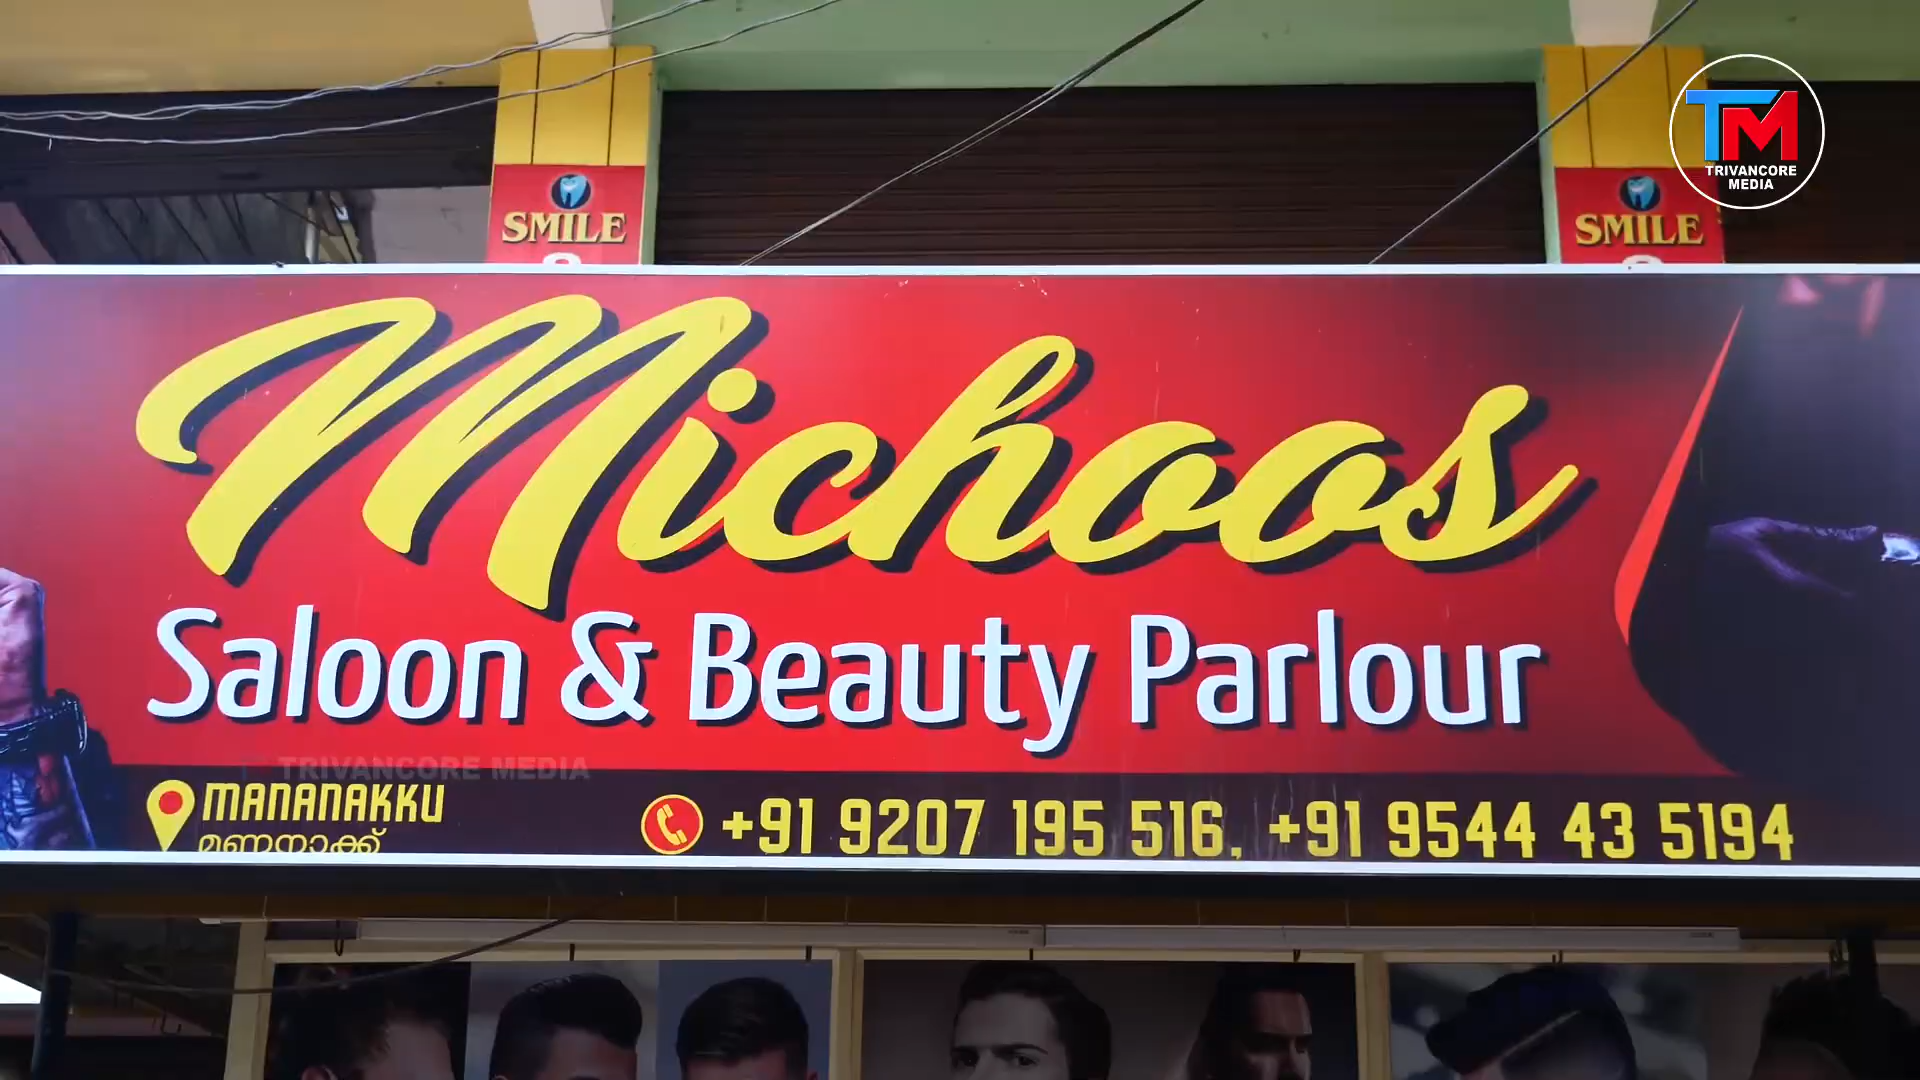 TM
TRIVANCORE
MEDIA
SMILE
SMILE
Michoos
Saloon & Beauty Parlour
TRIVANCORE MEDIA
MANANAKKU
മണനാക്ക്
+91 9207 195 516, +91 9544 43 5194